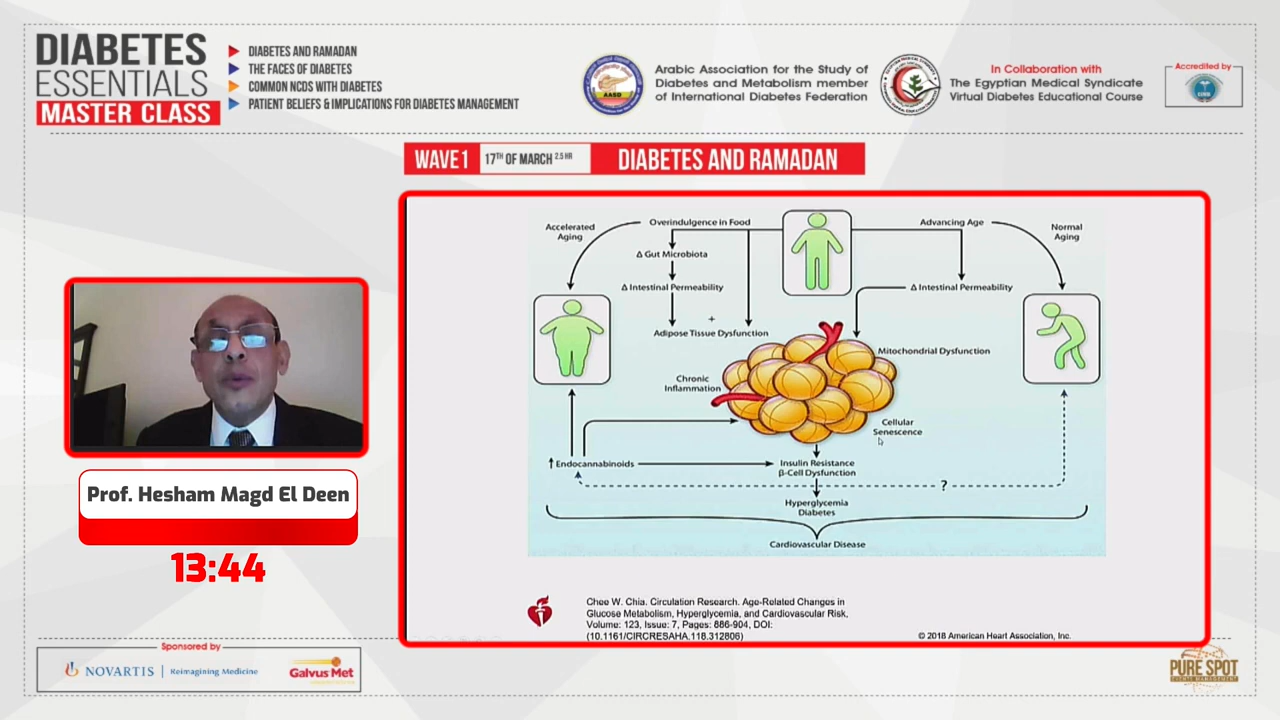 DIABETES
ESSENTIALS
MASTER CLASS
DIABETES AND RAMADAN
THE FACES OF DIABETES
COMMON NCDS WITH DIABETES
PATIENT BELIEFS & IMPLICATIONS FOR DIABETES MANAGEMENT
AASD
Arabic Association for the Study of
Diabetes and Metabolism member
of International Diabetes Federation
In Collaboration with
The Egyptian Medical Syndicate
Virtual Diabetes Educational Course
Accredited by
WAVE1
17TH OF MARCH 2.5 HR
DIABETES AND RAMADAN
Accelerated
Aging
Overindulgence in Food
Advancing Age
Normal
Aging
Δ Gut Microbiota
Δ Intestinal Permeability
Δ Intestinal Permeability
+
Adipose Tissue Dysfunction
Mitochondrial Dysfunction
Chronic
Inflammation
Cellular
Senescence
↑ Endocannabinoids
Insulin Resistance
β-Cell Dysfunction
?
Hyperglycemia
Diabetes
Cardiovascular Disease
Chee W. Chia. Circulation Research. Age-Related Changes in
Glucose Metabolism, Hyperglycemia, and Cardiovascular Risk,
Volume: 123, Issue: 7, Pages: 886-904, DOI:
(10.1161/CIRCRESAHA.118.312806)
© 2018 American Heart Association, Inc.
Prof. Hesham Magd El Deen
13:44
Sponsored by
NOVARTIS | Reimagining Medicine
Galvus Met
PURE SPOT
EVENTS MANAGEMENT